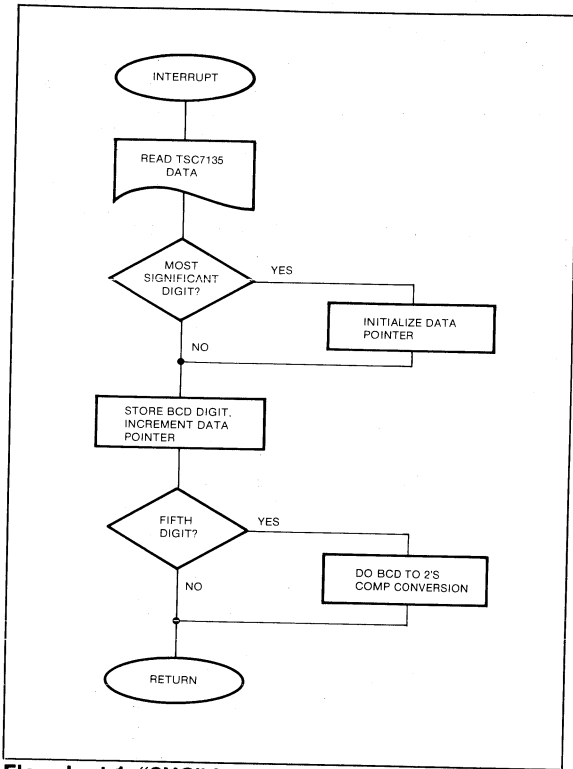 INTERRUPT
READ TSC7135
DATA
MOST
SIGNIFICANT
DIGIT?
YES
INITIALIZE DATA
POINTER
NO
STORE BCD DIGIT,
INCREMENT DATA
POINTER
FIFTH
DIGIT?
YES
DO BCD TO 2'S
COMP CONVERSION
NO
RETURN